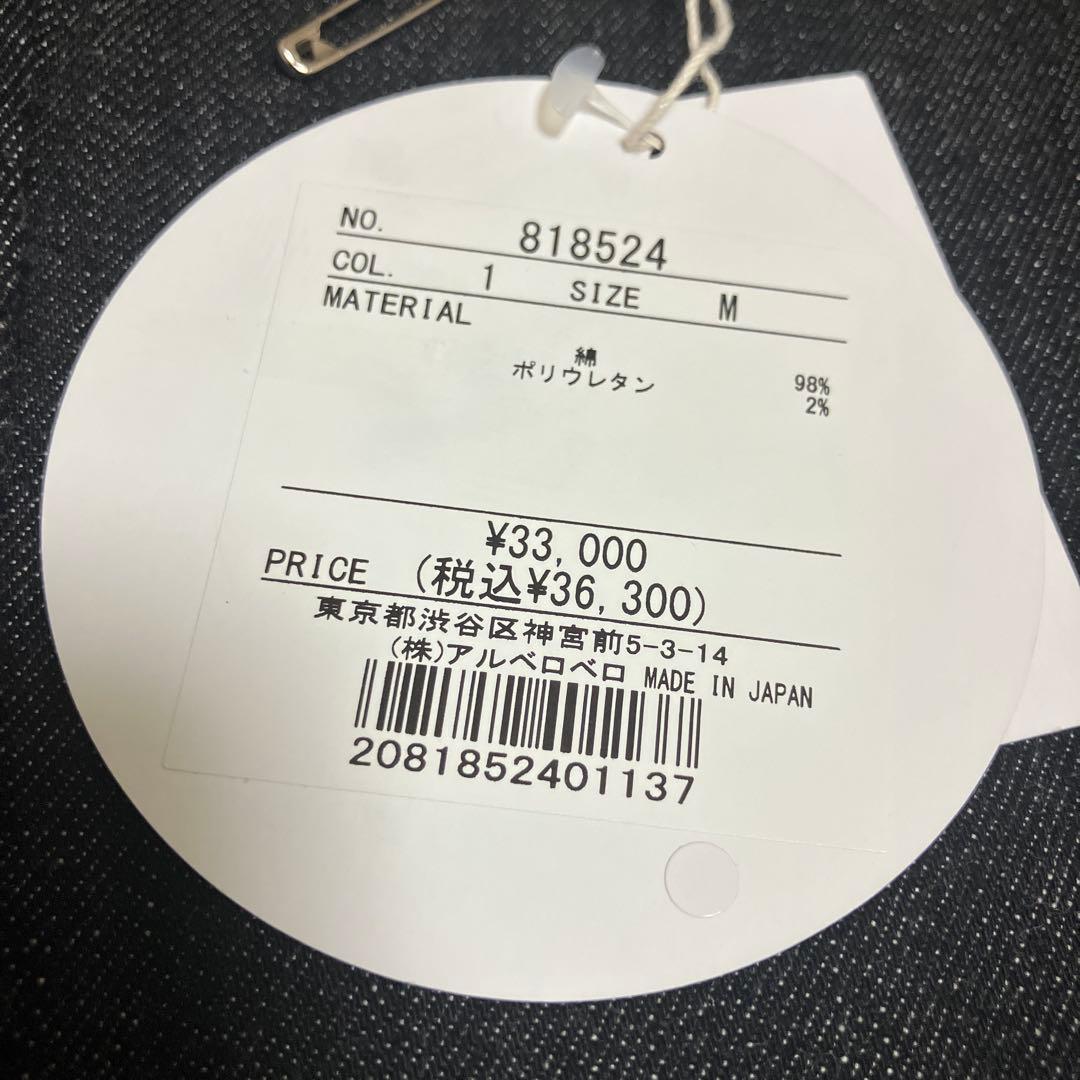 NO. 818524
COL. 1 SIZE M
MATERIAL
綿 98%
ポリウレタン 2%
¥33,000
PRICE (税込¥36,300)
東京都渋谷区神宮前5-3-14
(株)アルベロベロ MADE IN JAPAN
2081852401137